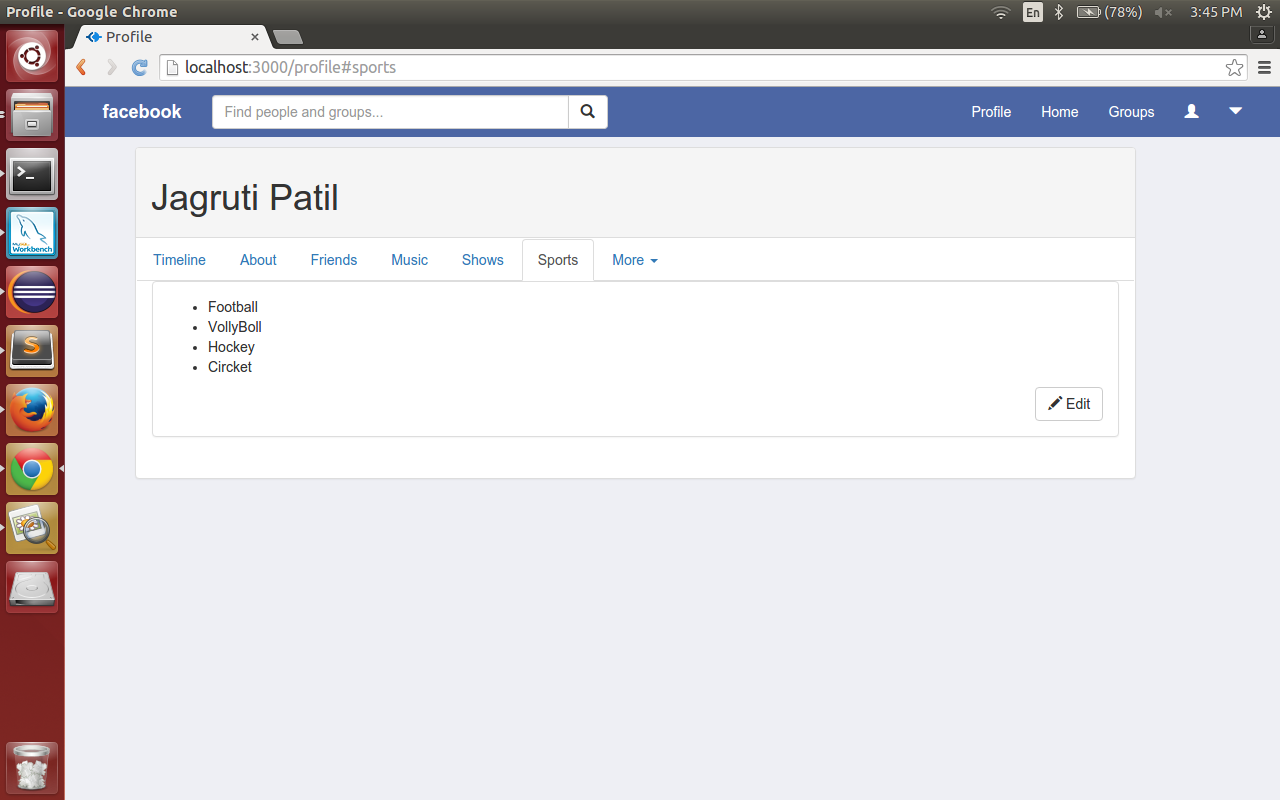 Profile - Google Chrome
En (78%) 3:45 PM
Profile ×
localhost:3000/profile#sports
facebook Find people and groups... Profile Home Groups
Jagruti Patil
Timeline About Friends Music Shows Sports More
• Football
• VollyBoll
• Hockey
• Circket
Edit
Workbench
S